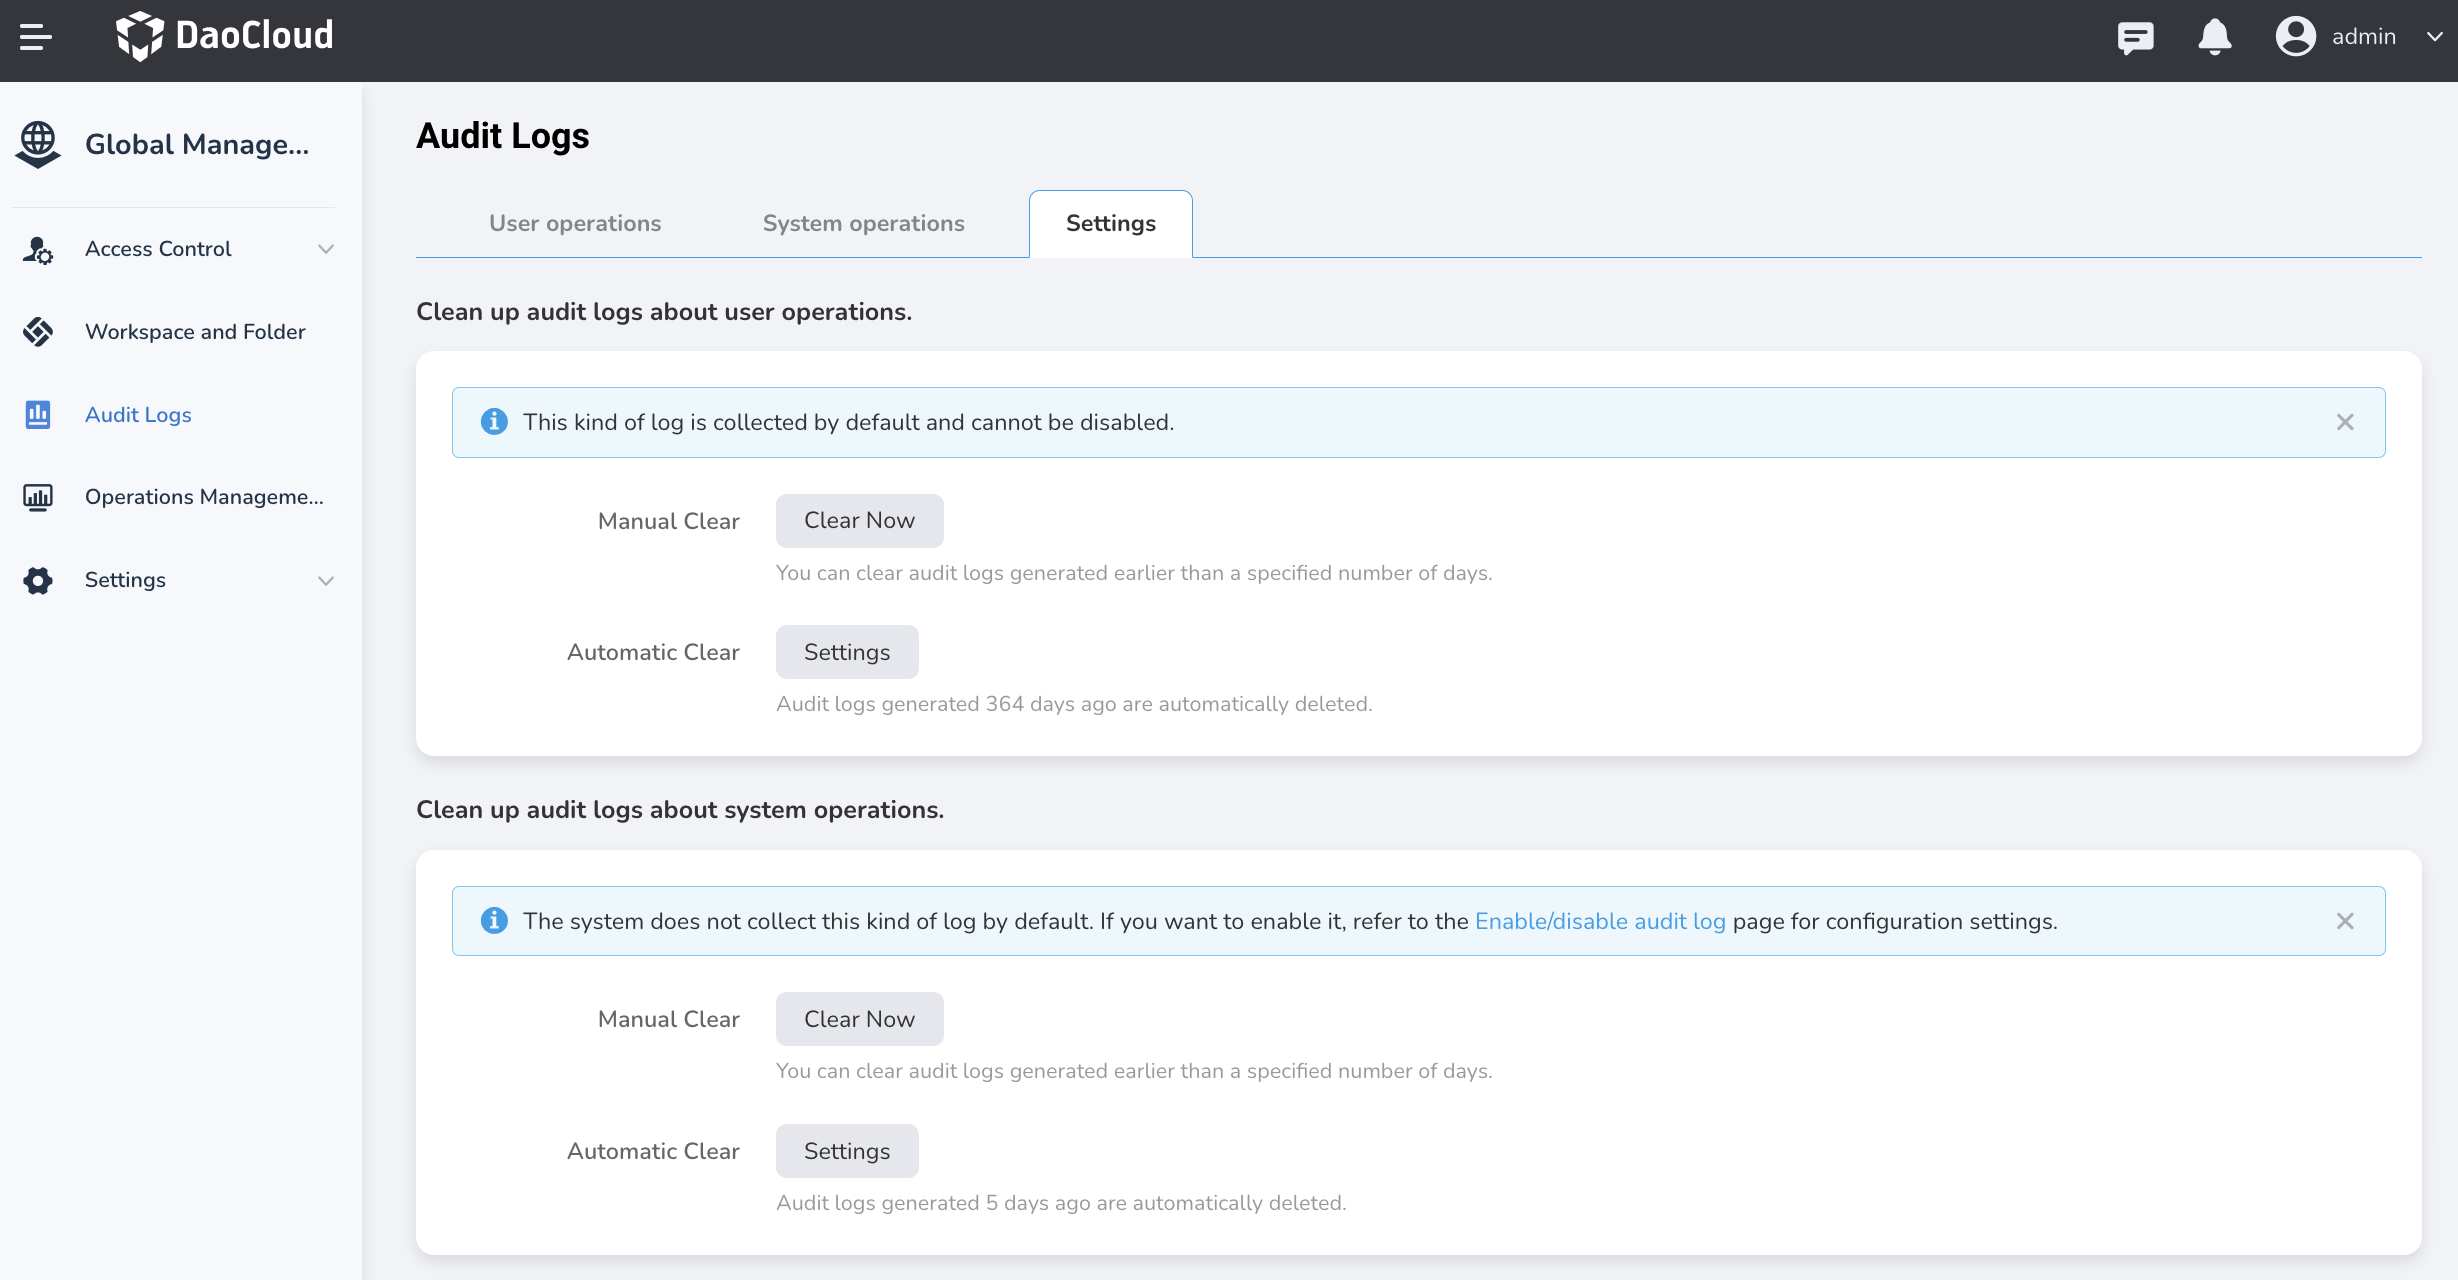 DaoCloud
admin
Global Manage...
Access Control
Workspace and Folder
Audit Logs
Operations Manageme...
Settings
Audit Logs
User operations
System operations
Settings
Clean up audit logs about user operations.
This kind of log is collected by default and cannot be disabled.
Manual Clear
Clear Now
You can clear audit logs generated earlier than a specified number of days.
Automatic Clear
Settings
Audit logs generated 364 days ago are automatically deleted.
Clean up audit logs about system operations.
The system does not collect this kind of log by default. If you want to enable it, refer to the Enable/disable audit log page for configuration settings.
Manual Clear
Clear Now
You can clear audit logs generated earlier than a specified number of days.
Automatic Clear
Settings
Audit logs generated 5 days ago are automatically deleted.